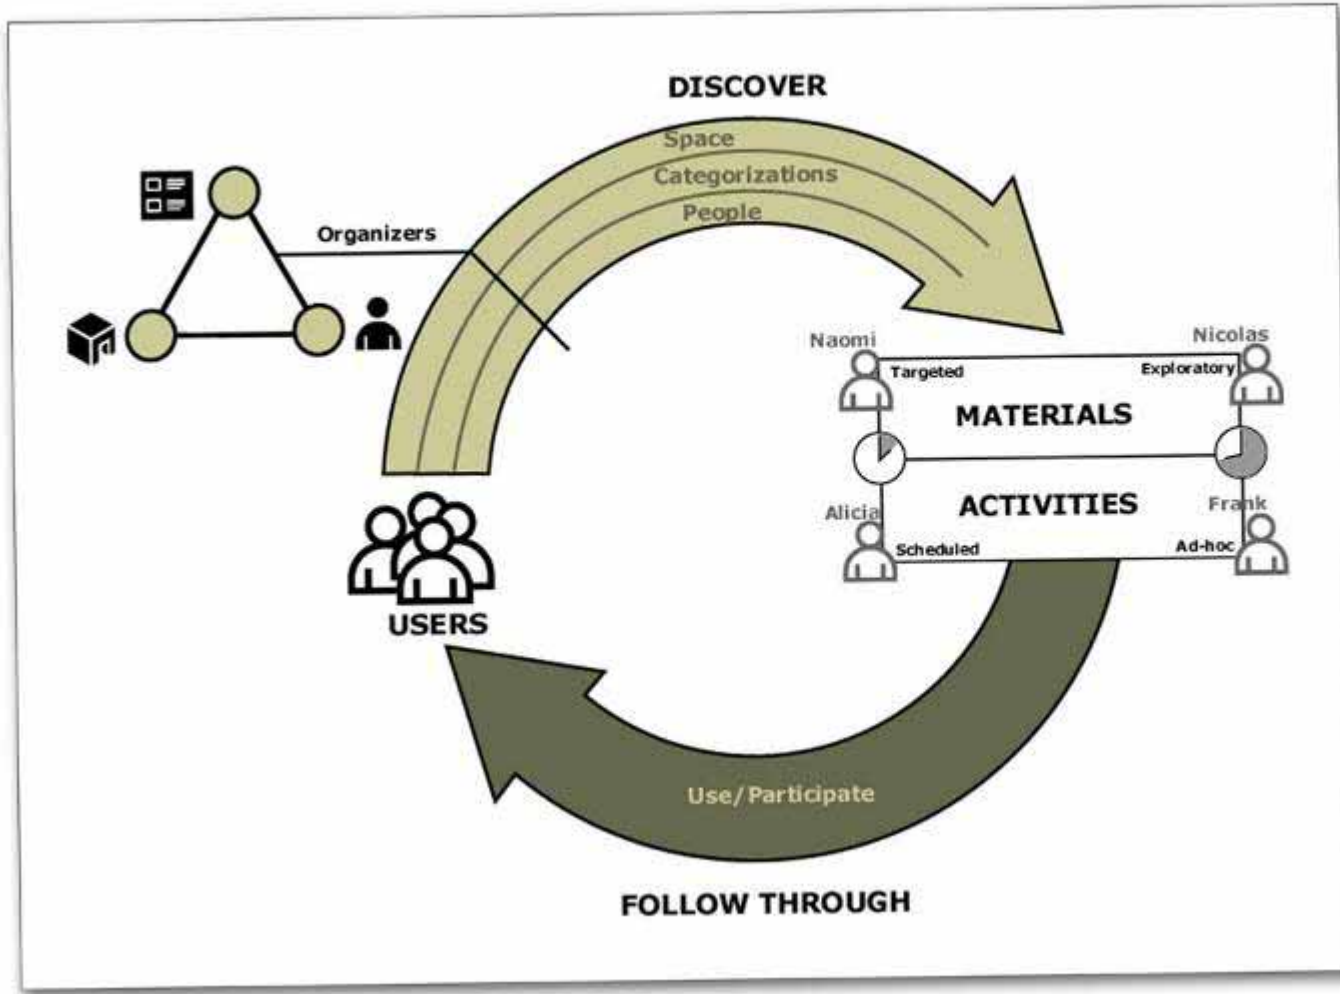 DISCOVER
Space
Categorizations
People
Organizers
Naomi
Nicolas
Targeted
Exploratory
MATERIALS
ACTIVITIES
Alicia
Frank
Scheduled
Ad-hoc
USERS
Use/Participate
FOLLOW THROUGH